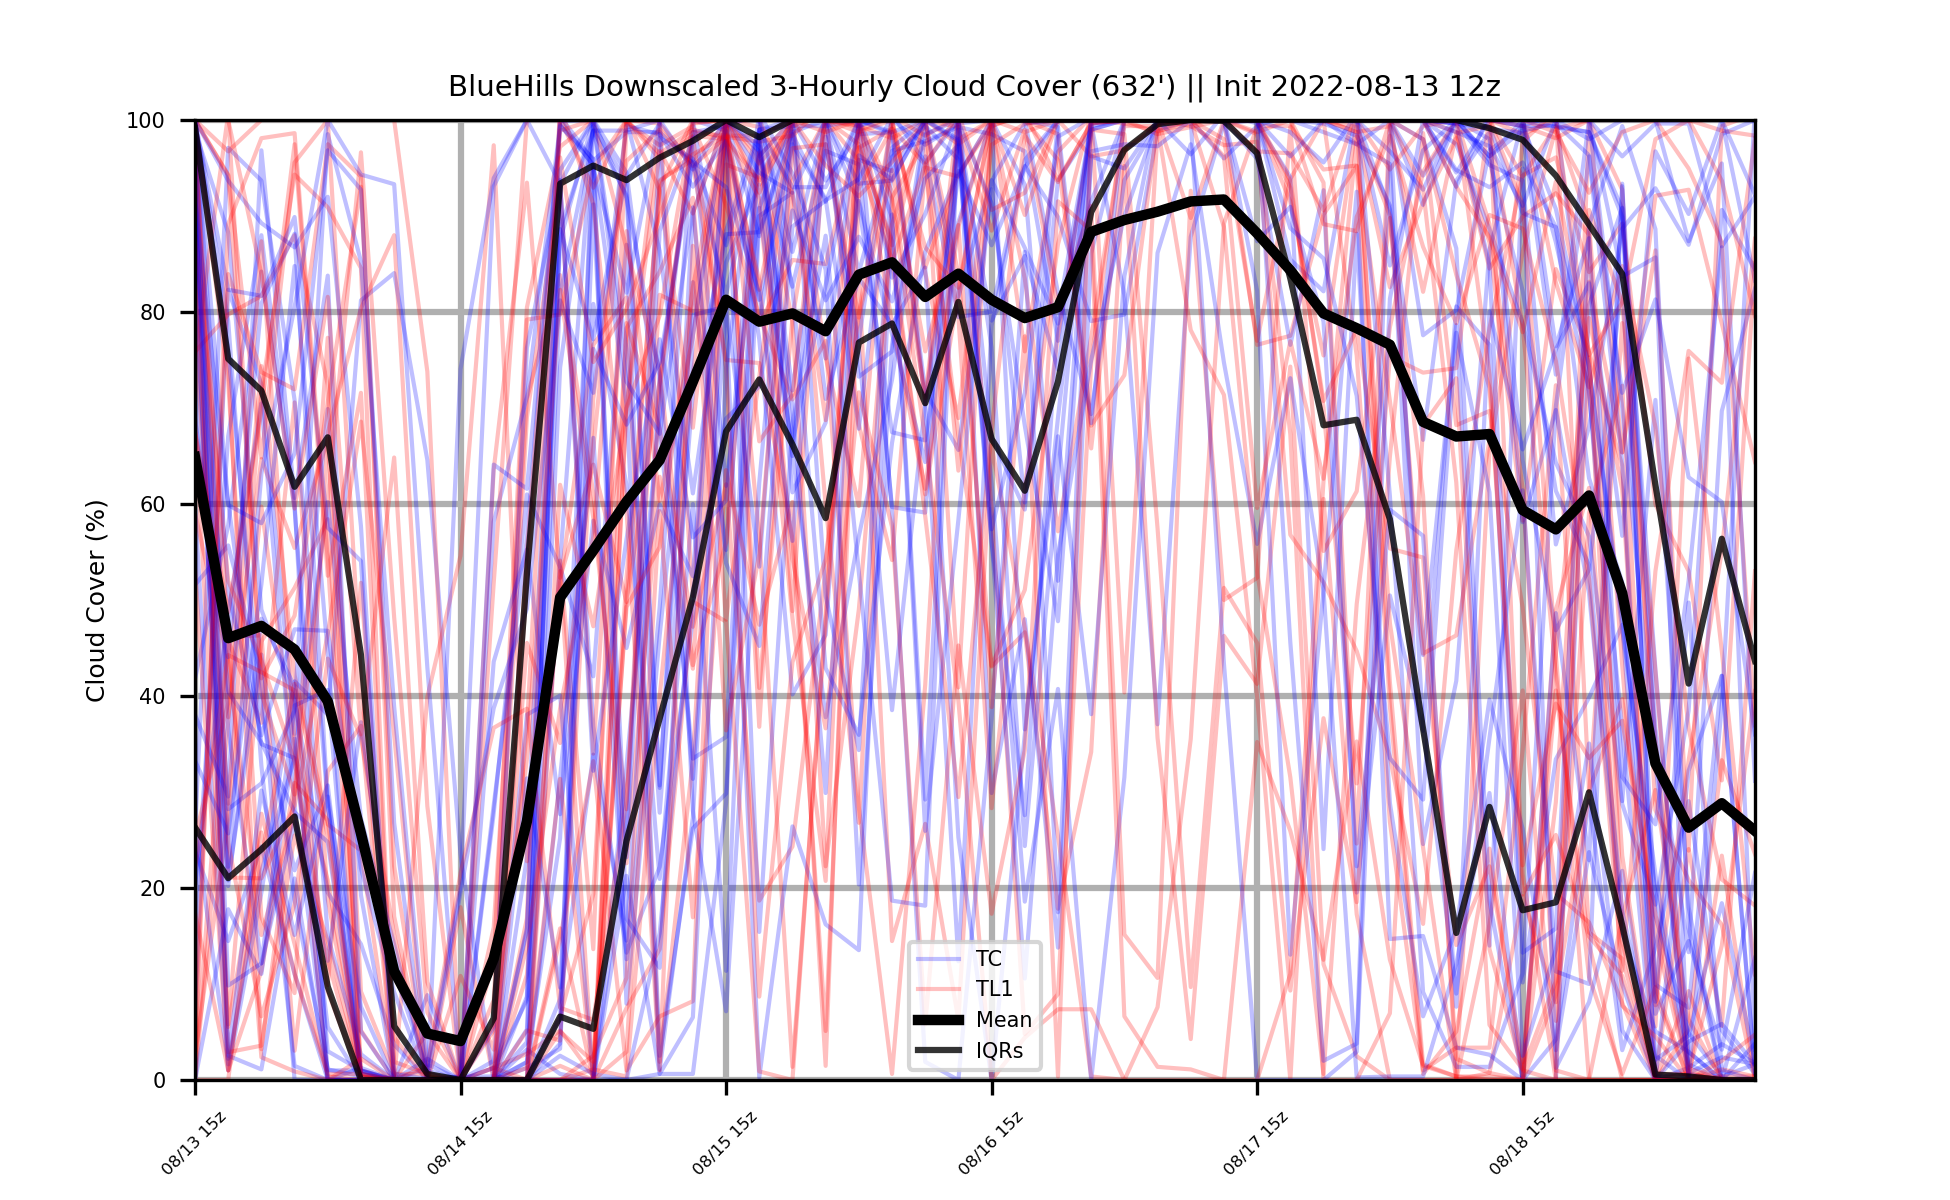 BlueHills Downscaled 3-Hourly Cloud Cover (632') || Init 2022-08-13 12z
Cloud Cover (%)
100
80
60
40
20
0
TC
TL1
Mean
IQRs
08/13 15z
08/14 15z
08/15 15z
08/16 15z
08/17 15z
08/18 15z